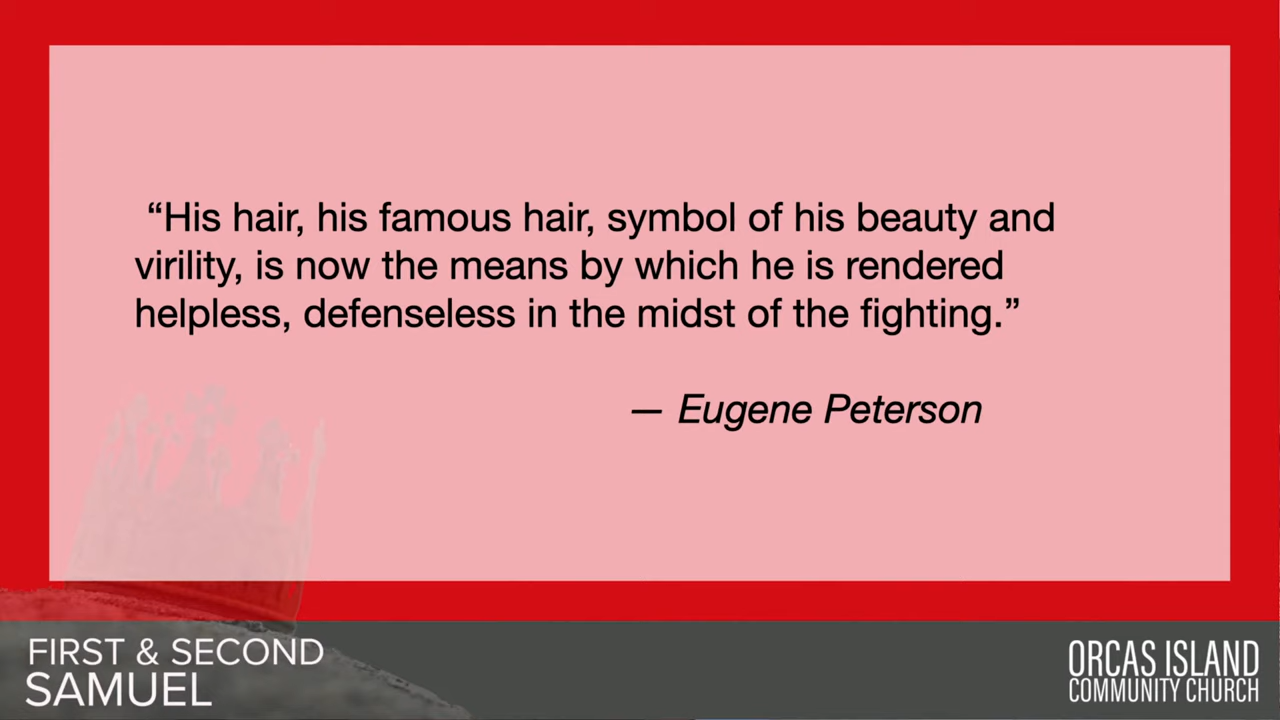 “His hair, his famous hair, symbol of his beauty and
virility, is now the means by which he is rendered
helpless, defenseless in the midst of the fighting.”
— Eugene Peterson
FIRST & SECOND
SAMUEL
ORCAS ISLAND
COMMUNITY CHURCH